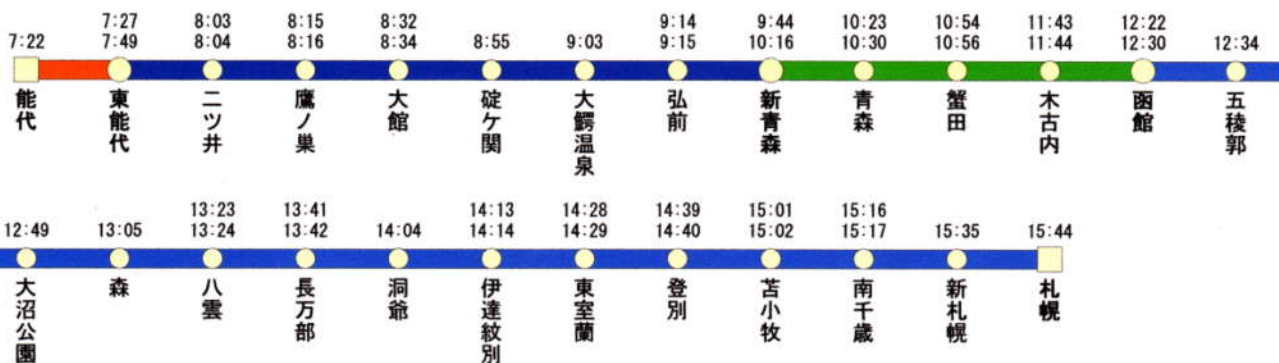 7:27 8:03 8:15 8:32 9:14 9:44 10:23 10:54 11:43 12:22
7:22 7:49 8:04 8:16 8:34 8:55 9:03 9:15 10:16 10:30 10:56 11:44 12:30 12:34
能代
東能代
二ツ井
鷹ノ巣
大館
碇ケ関
大鰐温泉
弘前
新青森
青森
蟹田
木古内
函館
五稜郭
13:23 13:41 14:13 14:28 14:39 15:01 15:16
12:49 13:05 13:24 13:42 14:04 14:14 14:29 14:40 15:02 15:17 15:35 15:44
大沼公園
森
八雲
長万部
洞爺
伊達紋別
東室蘭
登別
苫小牧
南千歳
新札幌
札幌